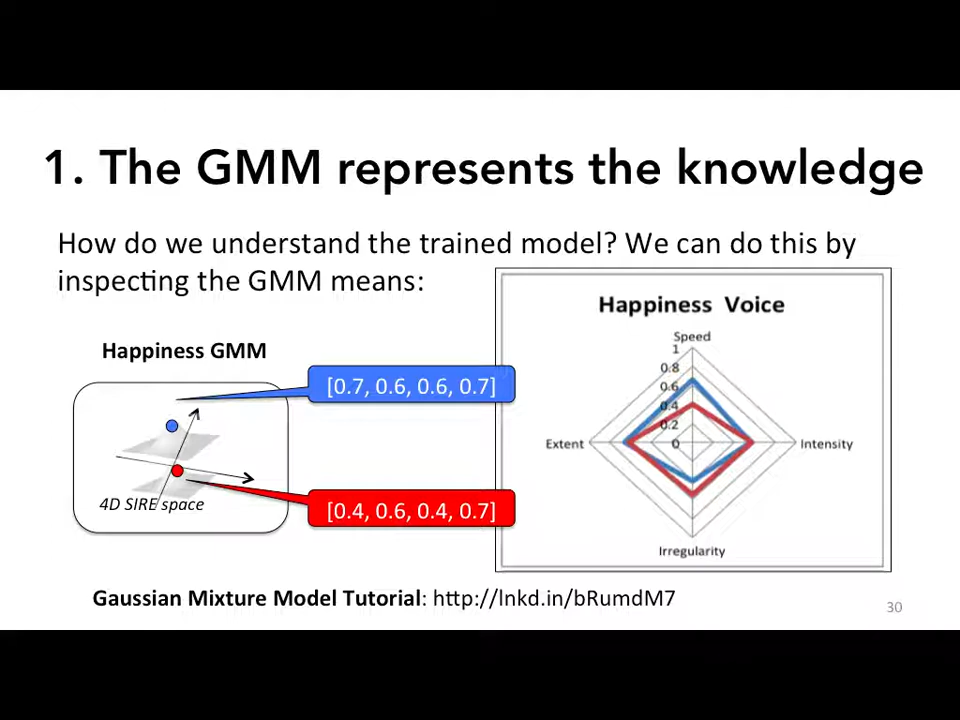 1. The GMM represents the knowledge
How do we understand the trained model? We can do this by
inspecting the GMM means:
Happiness GMM
[0.7, 0.6, 0.6, 0.7]
4D SIRE space
[0.4, 0.6, 0.4, 0.7]
Happiness Voice
Speed
1
0.8
0.6
0.4
0.2
0
Extent
Intensity
Irregularity
Gaussian Mixture Model Tutorial: http://lnkd.in/bRumdM7
30